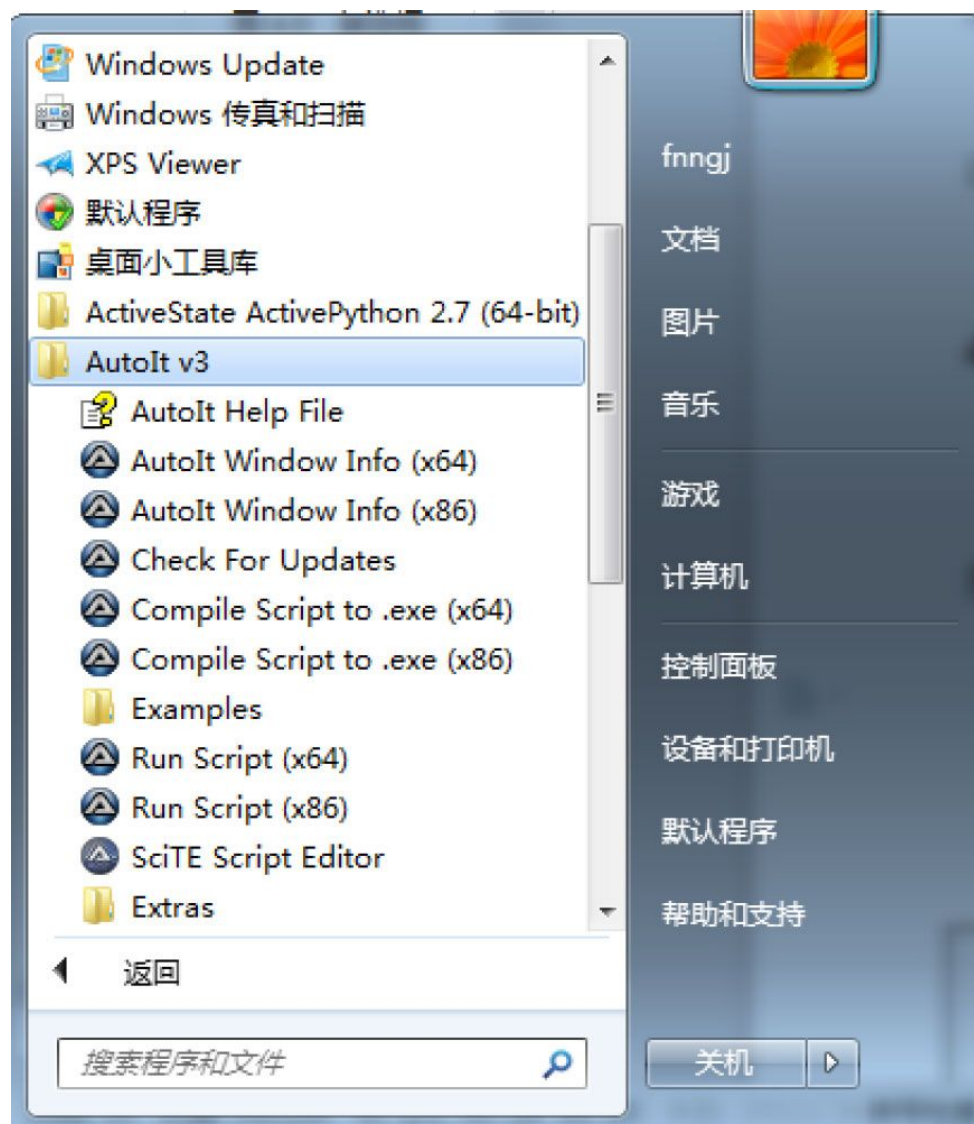 Windows Update
Windows 传真和扫描
XPS Viewer
默认程序
桌面小工具库
ActiveState ActivePython 2.7 (64-bit)
AutoIt v3
AutoIt Help File
AutoIt Window Info (x64)
AutoIt Window Info (x86)
Check For Updates
Compile Script to .exe (x64)
Compile Script to .exe (x86)
Examples
Run Script (x64)
Run Script (x86)
SciTE Script Editor
Extras
返回
搜索程序和文件
fnngj
文档
图片
音乐
游戏
计算机
控制面板
设备和打印机
默认程序
帮助和支持
关机